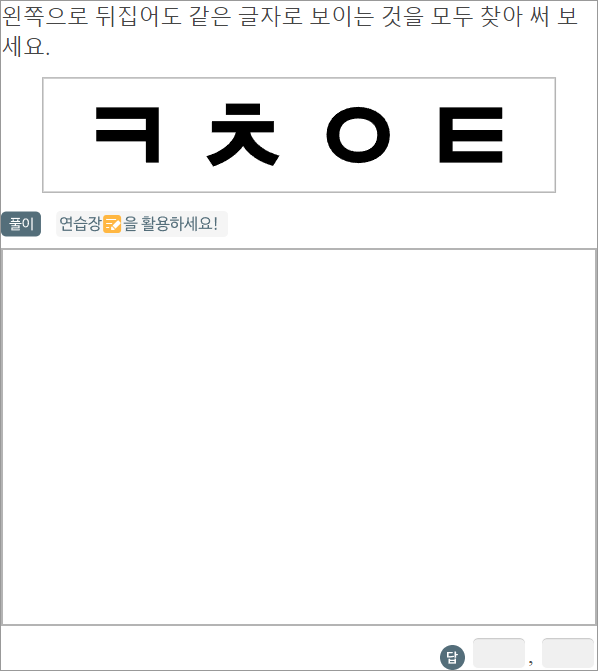 왼쪽으로 뒤집어도 같은 글자로 보이는 것을 모두 찾아 써 보
세요.
ㅋ ㅊ ㅇ ㅌ
풀이 연습장을 활용하세요!
답 ,